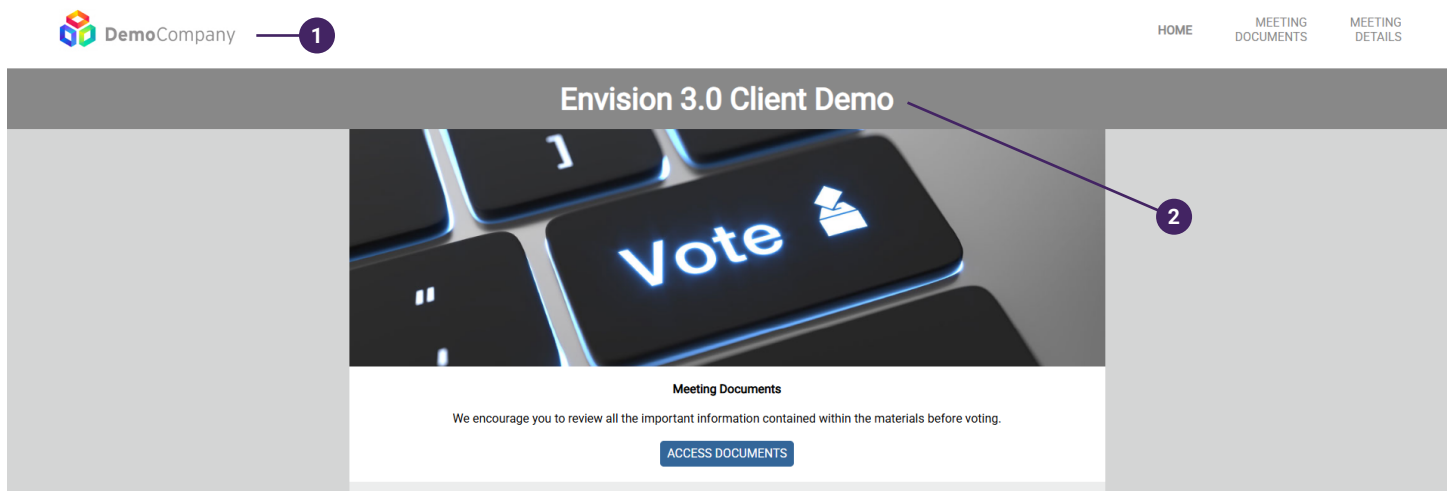 DemoCompany
1
HOME
MEETING
DOCUMENTS
MEETING
DETAILS
Envision 3.0 Client Demo
2
]
Vote
"
Meeting Documents
We encourage you to review all the important information contained within the materials before voting.
ACCESS DOCUMENTS